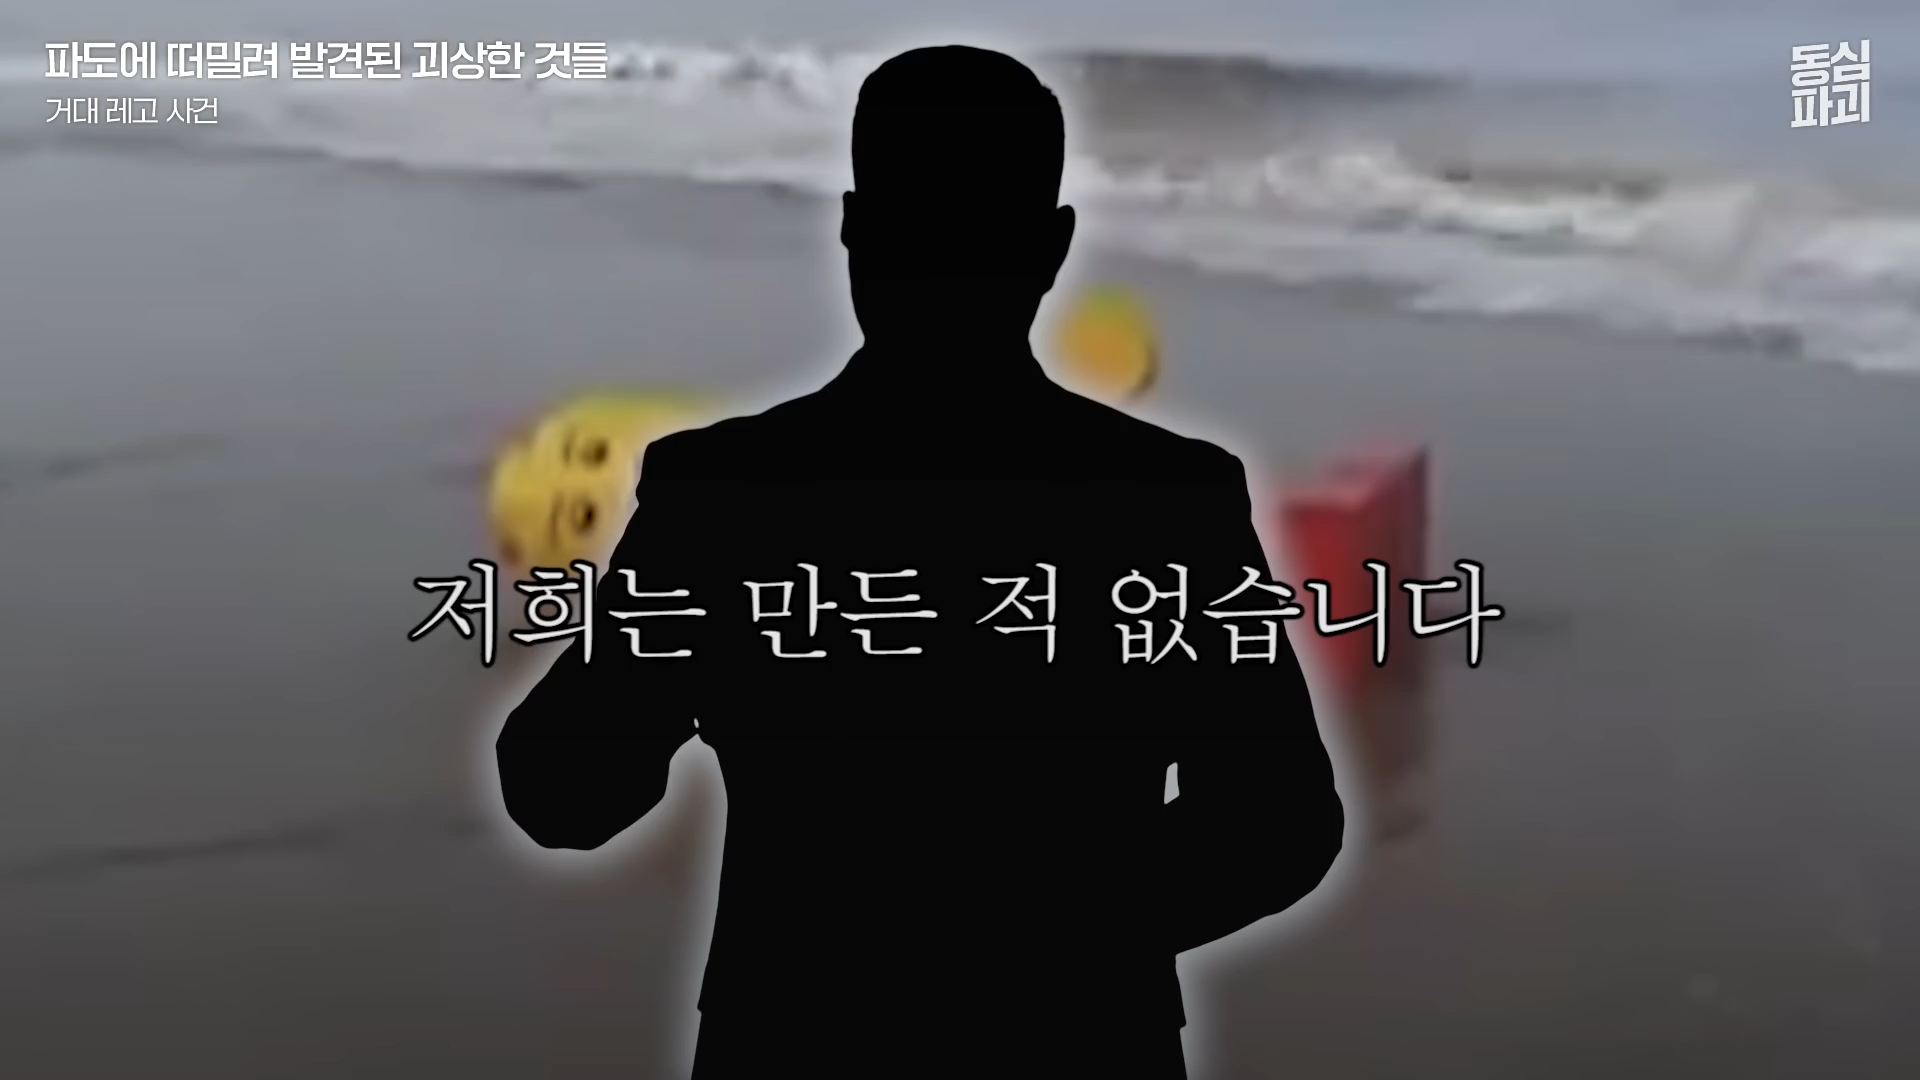 파도에 떠밀려 발견된 괴상한 것들
거대 레고 사건
동심
파괴
저희는 만든 적 없습니다